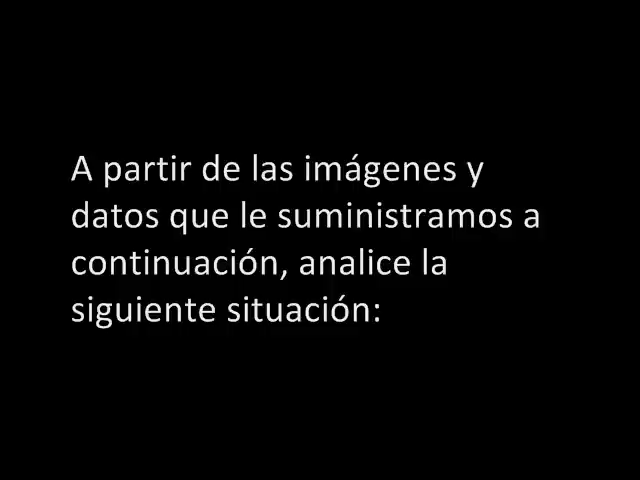 A partir de las imágenes y
datos que le suministramos a
continuación, analice la
siguiente situación: